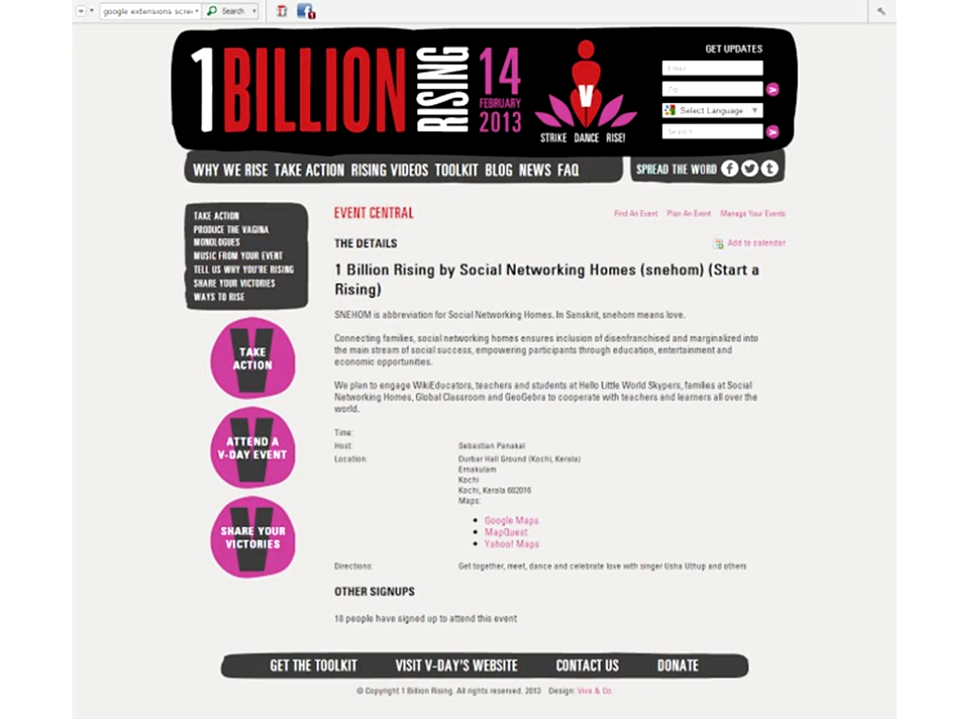 google extensions scree
Search
1 BILLION RISING
14
FEBRUARY
2013
V
STRIKE DANCE RISE!
GET UPDATES
Select Language
WHY WE RISE TAKE ACTION RISING VIDEOS TOOLKIT BLOG NEWS FAQ
SPREAD THE WORD
TAKE ACTION
PRODUCE THE VAGINA
MONOLOGUES
MUSIC FROM YOUR EVENT
TELL US WHY YOU'RE RISING
SHARE YOUR VICTORIES
WAYS TO RISE
TAKE
ACTION
ATTEND A
V-DAY EVENT
SHARE YOUR
VICTORIES
EVENT CENTRAL
Find An Event Plan An Event Manage Your Events
THE DETAILS
Add to calendar
1 Billion Rising by Social Networking Homes (snehom) (Start a
Rising)
SNEHOM is abbreviation for Social Networking Homes. In Sanskrit, snehom means love.
Connecting families, social networking homes ensures inclusion of disenfranchised and marginalized into
the main stream of social success, empowering participants through education, entertainment and
economic opportunities.
We plan to engage WikiEducators, teachers and students at Hello Little World Skypers, families at Social
Networking Homes, Global Classroom and GeoGebra to cooperate with teachers and learners all over the
world.
Time:
Host: Sebastian Panakal
Location: Durbar Hall Ground (Kochi, Kerala)
Ernakulam
Kochi
Kochi, Kerala 682016
Maps:
Google Maps
MapQuest
Yahoo! Maps
Directions: Get together, meet, dance and celebrate love with singer Usha Uthup and others
OTHER SIGNUPS
18 people have signed up to attend this event
GET THE TOOLKIT VISIT V-DAY'S WEBSITE CONTACT US DONATE
© Copyright 1 Billion Rising. All rights reserved. 2013 Design: Viva & Co.